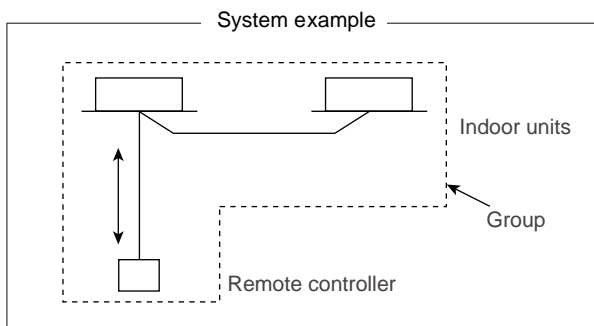 System example
Indoor units
Group
Remote controller